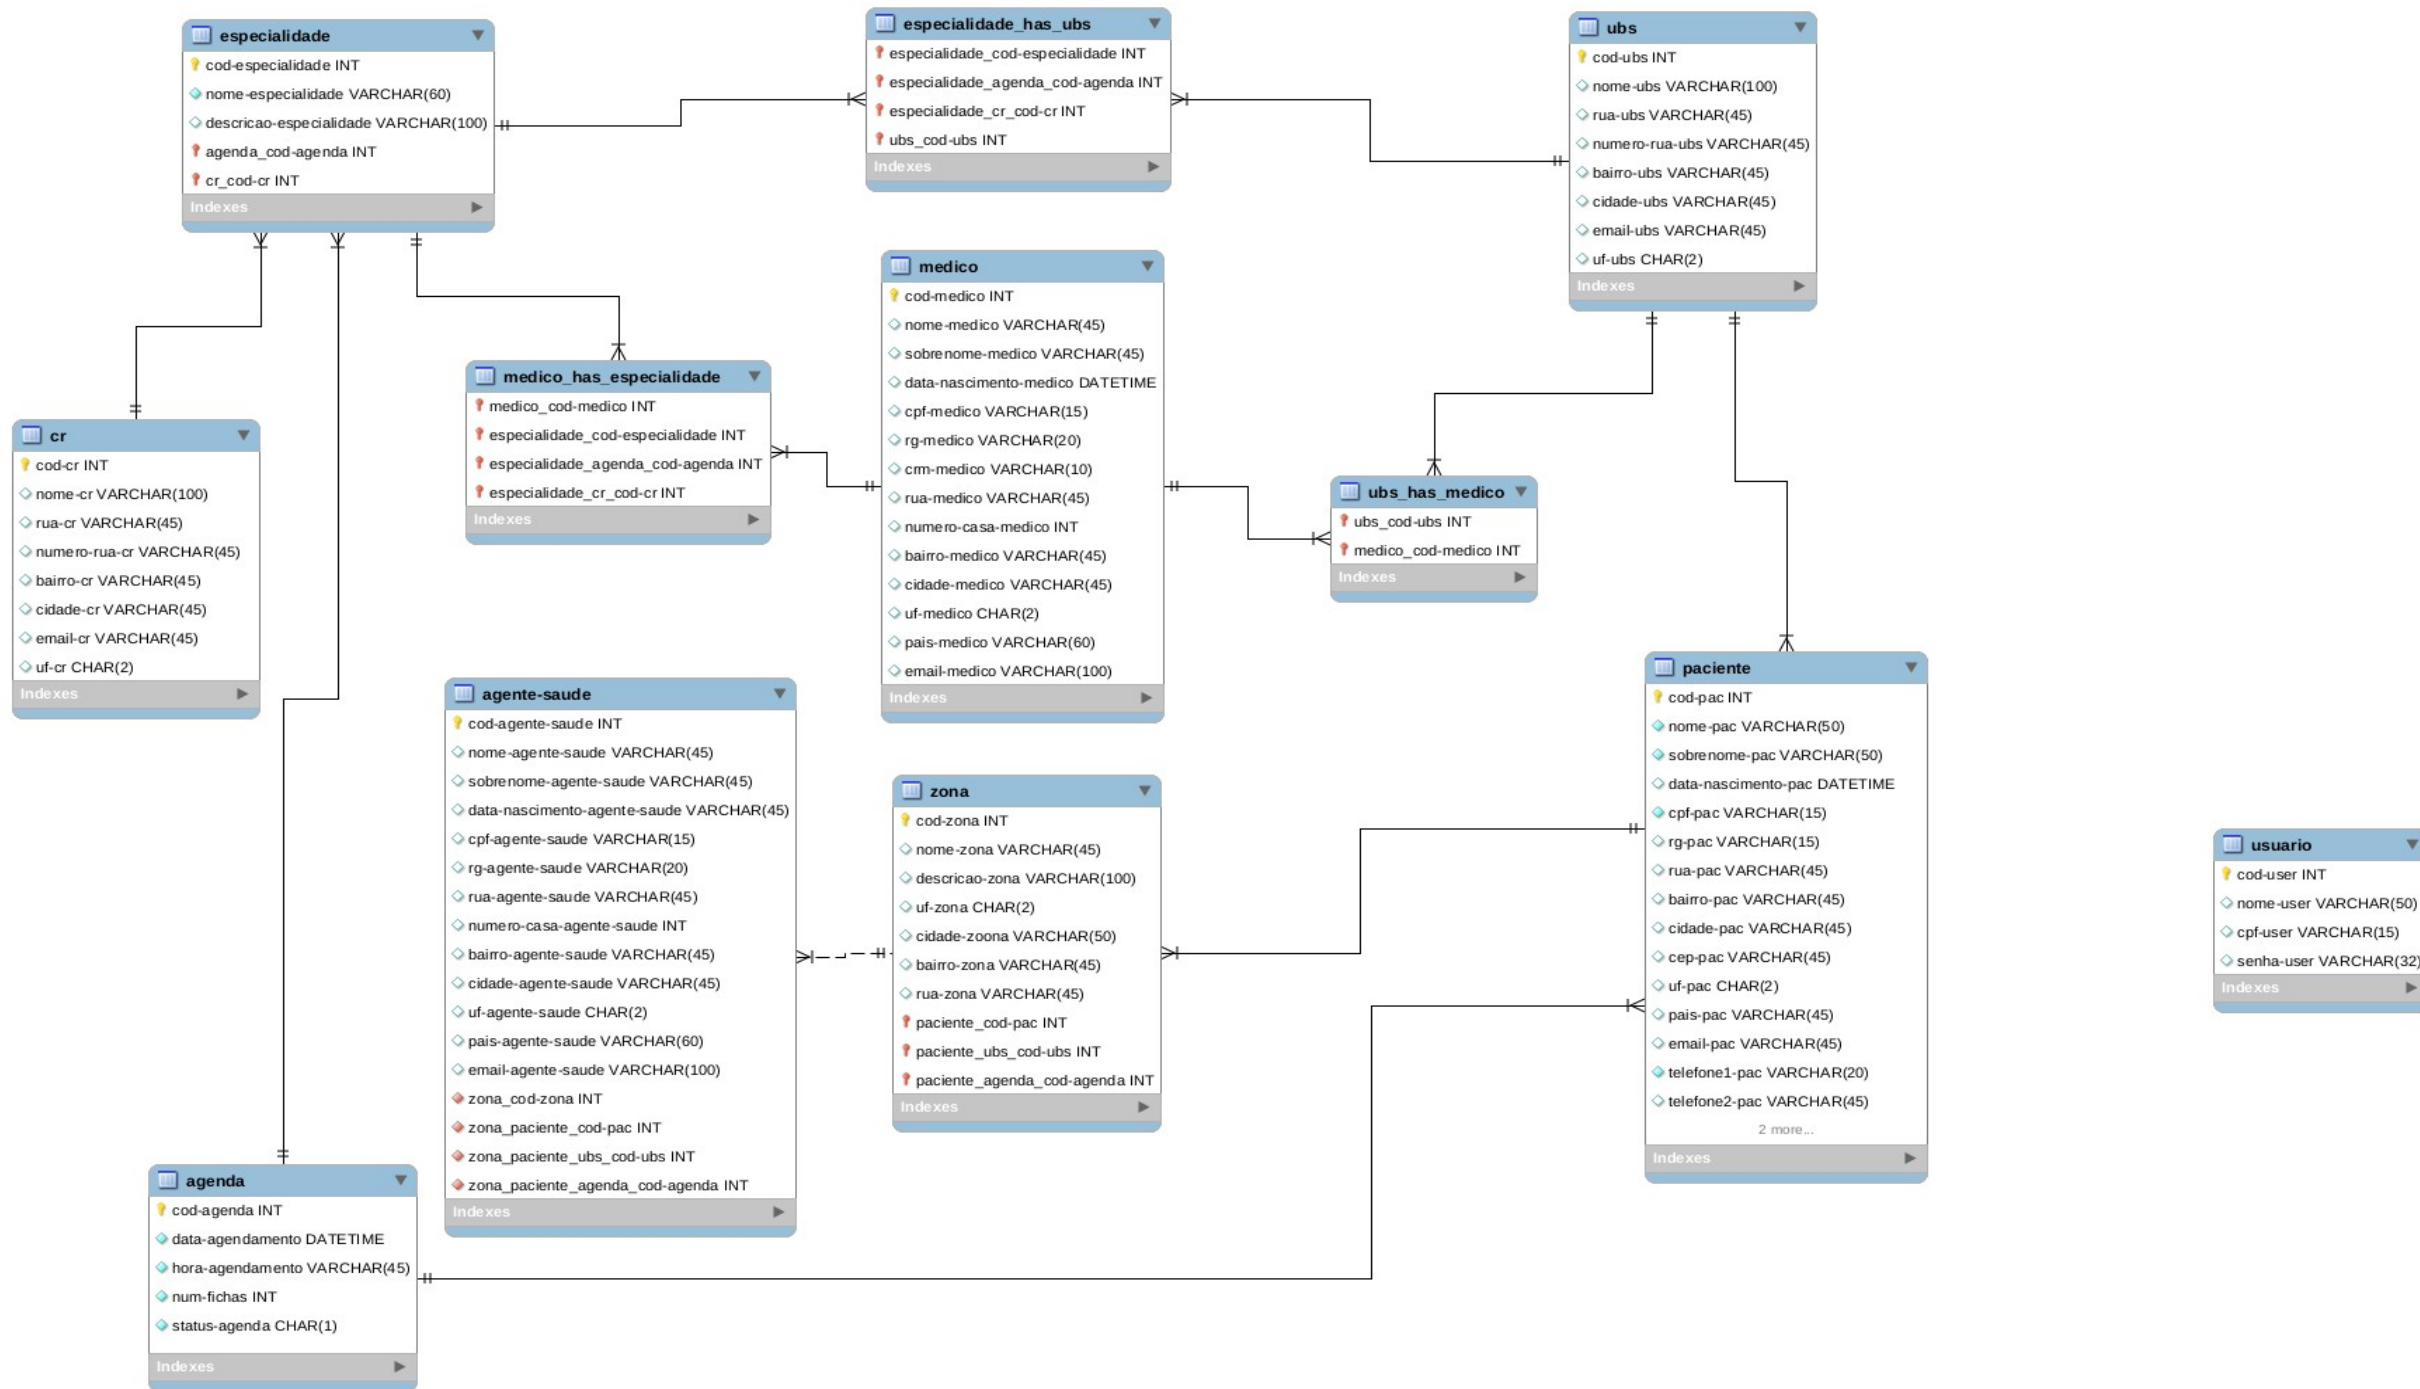 especialidade
cod-especialidade INT
nome-especialidade VARCHAR(60)
descricao-especialidade VARCHAR(100)
agenda_cod-agenda INT
cr_cod-cr INT
Indexes
especialidade_has_ubs
especialidade_cod-especialidade INT
especialidade_agenda_cod-agenda INT
especialidade_cr_cod-cr INT
ubs_cod-ubs INT
Indexes
ubs
cod-ubs INT
nome-ubs VARCHAR(100)
rua-ubs VARCHAR(45)
numero-rua-ubs VARCHAR(45)
bairro-ubs VARCHAR(45)
cidade-ubs VARCHAR(45)
email-ubs VARCHAR(45)
uf-ubs CHAR(2)
Indexes
medico
cod-medico INT
nome-medico VARCHAR(45)
sobrenome-medico VARCHAR(45)
data-nascimento-medico DATETIME
cpf-medico VARCHAR(15)
rg-medico VARCHAR(20)
crm-medico VARCHAR(10)
rua-medico VARCHAR(45)
numero-casa-medico INT
bairro-medico VARCHAR(45)
cidade-medico VARCHAR(45)
uf-medico CHAR(2)
pais-medico VARCHAR(60)
email-medico VARCHAR(100)
Indexes
medico_has_especialidade
medico_cod-medico INT
especialidade_cod-especialidade INT
especialidade_agenda_cod-agenda INT
especialidade_cr_cod-cr INT
Indexes
cr
cod-cr INT
nome-cr VARCHAR(100)
rua-cr VARCHAR(45)
numero-rua-cr VARCHAR(45)
bairro-cr VARCHAR(45)
cidade-cr VARCHAR(45)
email-cr VARCHAR(45)
uf-cr CHAR(2)
Indexes
ubs_has_medico
ubs_cod-ubs INT
medico_cod-medico INT
Indexes
agente-saude
cod-agente-saude INT
nome-agente-saude VARCHAR(45)
sobrenome-agente-saude VARCHAR(45)
data-nascimento-agente-saude VARCHAR(45)
cpf-agente-saude VARCHAR(15)
rg-agente-saude VARCHAR(20)
rua-agente-saude VARCHAR(45)
numero-casa-agente-saude INT
bairro-agente-saude VARCHAR(45)
cidade-agente-saude VARCHAR(45)
uf-agente-saude CHAR(2)
pais-agente-saude VARCHAR(60)
email-agente-saude VARCHAR(100)
zona_cod-zona INT
zona_paciente_cod-pac INT
zona_paciente_ubs_cod-ubs INT
zona_paciente_agenda_cod-agenda INT
Indexes
zona
cod-zona INT
nome-zona VARCHAR(45)
descricao-zona VARCHAR(100)
uf-zona CHAR(2)
cidade-zoona VARCHAR(50)
bairro-zona VARCHAR(45)
rua-zona VARCHAR(45)
paciente_cod-pac INT
paciente_ubs_cod-ubs INT
paciente_agenda_cod-agenda INT
Indexes
paciente
cod-pac INT
nome-pac VARCHAR(50)
sobrenome-pac VARCHAR(50)
data-nascimento-pac DATETIME
cpf-pac VARCHAR(15)
rg-pac VARCHAR(15)
rua-pac VARCHAR(45)
bairro-pac VARCHAR(45)
cidade-pac VARCHAR(45)
cep-pac VARCHAR(45)
uf-pac CHAR(2)
pais-pac VARCHAR(45)
email-pac VARCHAR(45)
telefone1-pac VARCHAR(20)
telefone2-pac VARCHAR(45)
2 more...
Indexes
usuario
cod-user INT
nome-user VARCHAR(50)
cpf-user VARCHAR(15)
senha-user VARCHAR(32)
Indexes
agenda
cod-agenda INT
data-agendamento DATETIME
hora-agendamento VARCHAR(45)
num-fichas INT
status-agenda CHAR(1)
Indexes